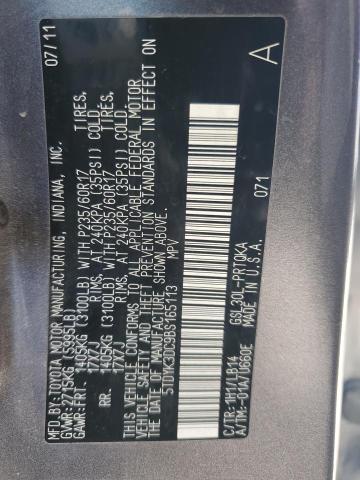 MFD. BY: TOYOTA MOTOR MANUFACTURING, INDIANA, INC. 07/11
GVWR: 2715KG (5995LB)
GAWR: FRT. 1405KG (3100LB) WITH P235/60R17 TIRES,
17X7J RIMS, AT 240KPA (35PSI) COLD.
RR. 1405KG (3100LB) WITH P235/60R17 TIRES,
17X7J RIMS, AT 240KPA (35PSI) COLD.
THIS VEHICLE CONFORMS TO ALL APPLICABLE FEDERAL MOTOR
VEHICLE SAFETY AND THEFT PREVENTION STANDARDS IN EFFECT ON
THE DATE OF MANUFACTURE SHOWN ABOVE.
5TDYK3DC9BS165113 MPV A
C/TR: 1H1/LB14 GSL30L-PRTQKA
A/TM: -01A/U660E MADE IN U.S.A. 071